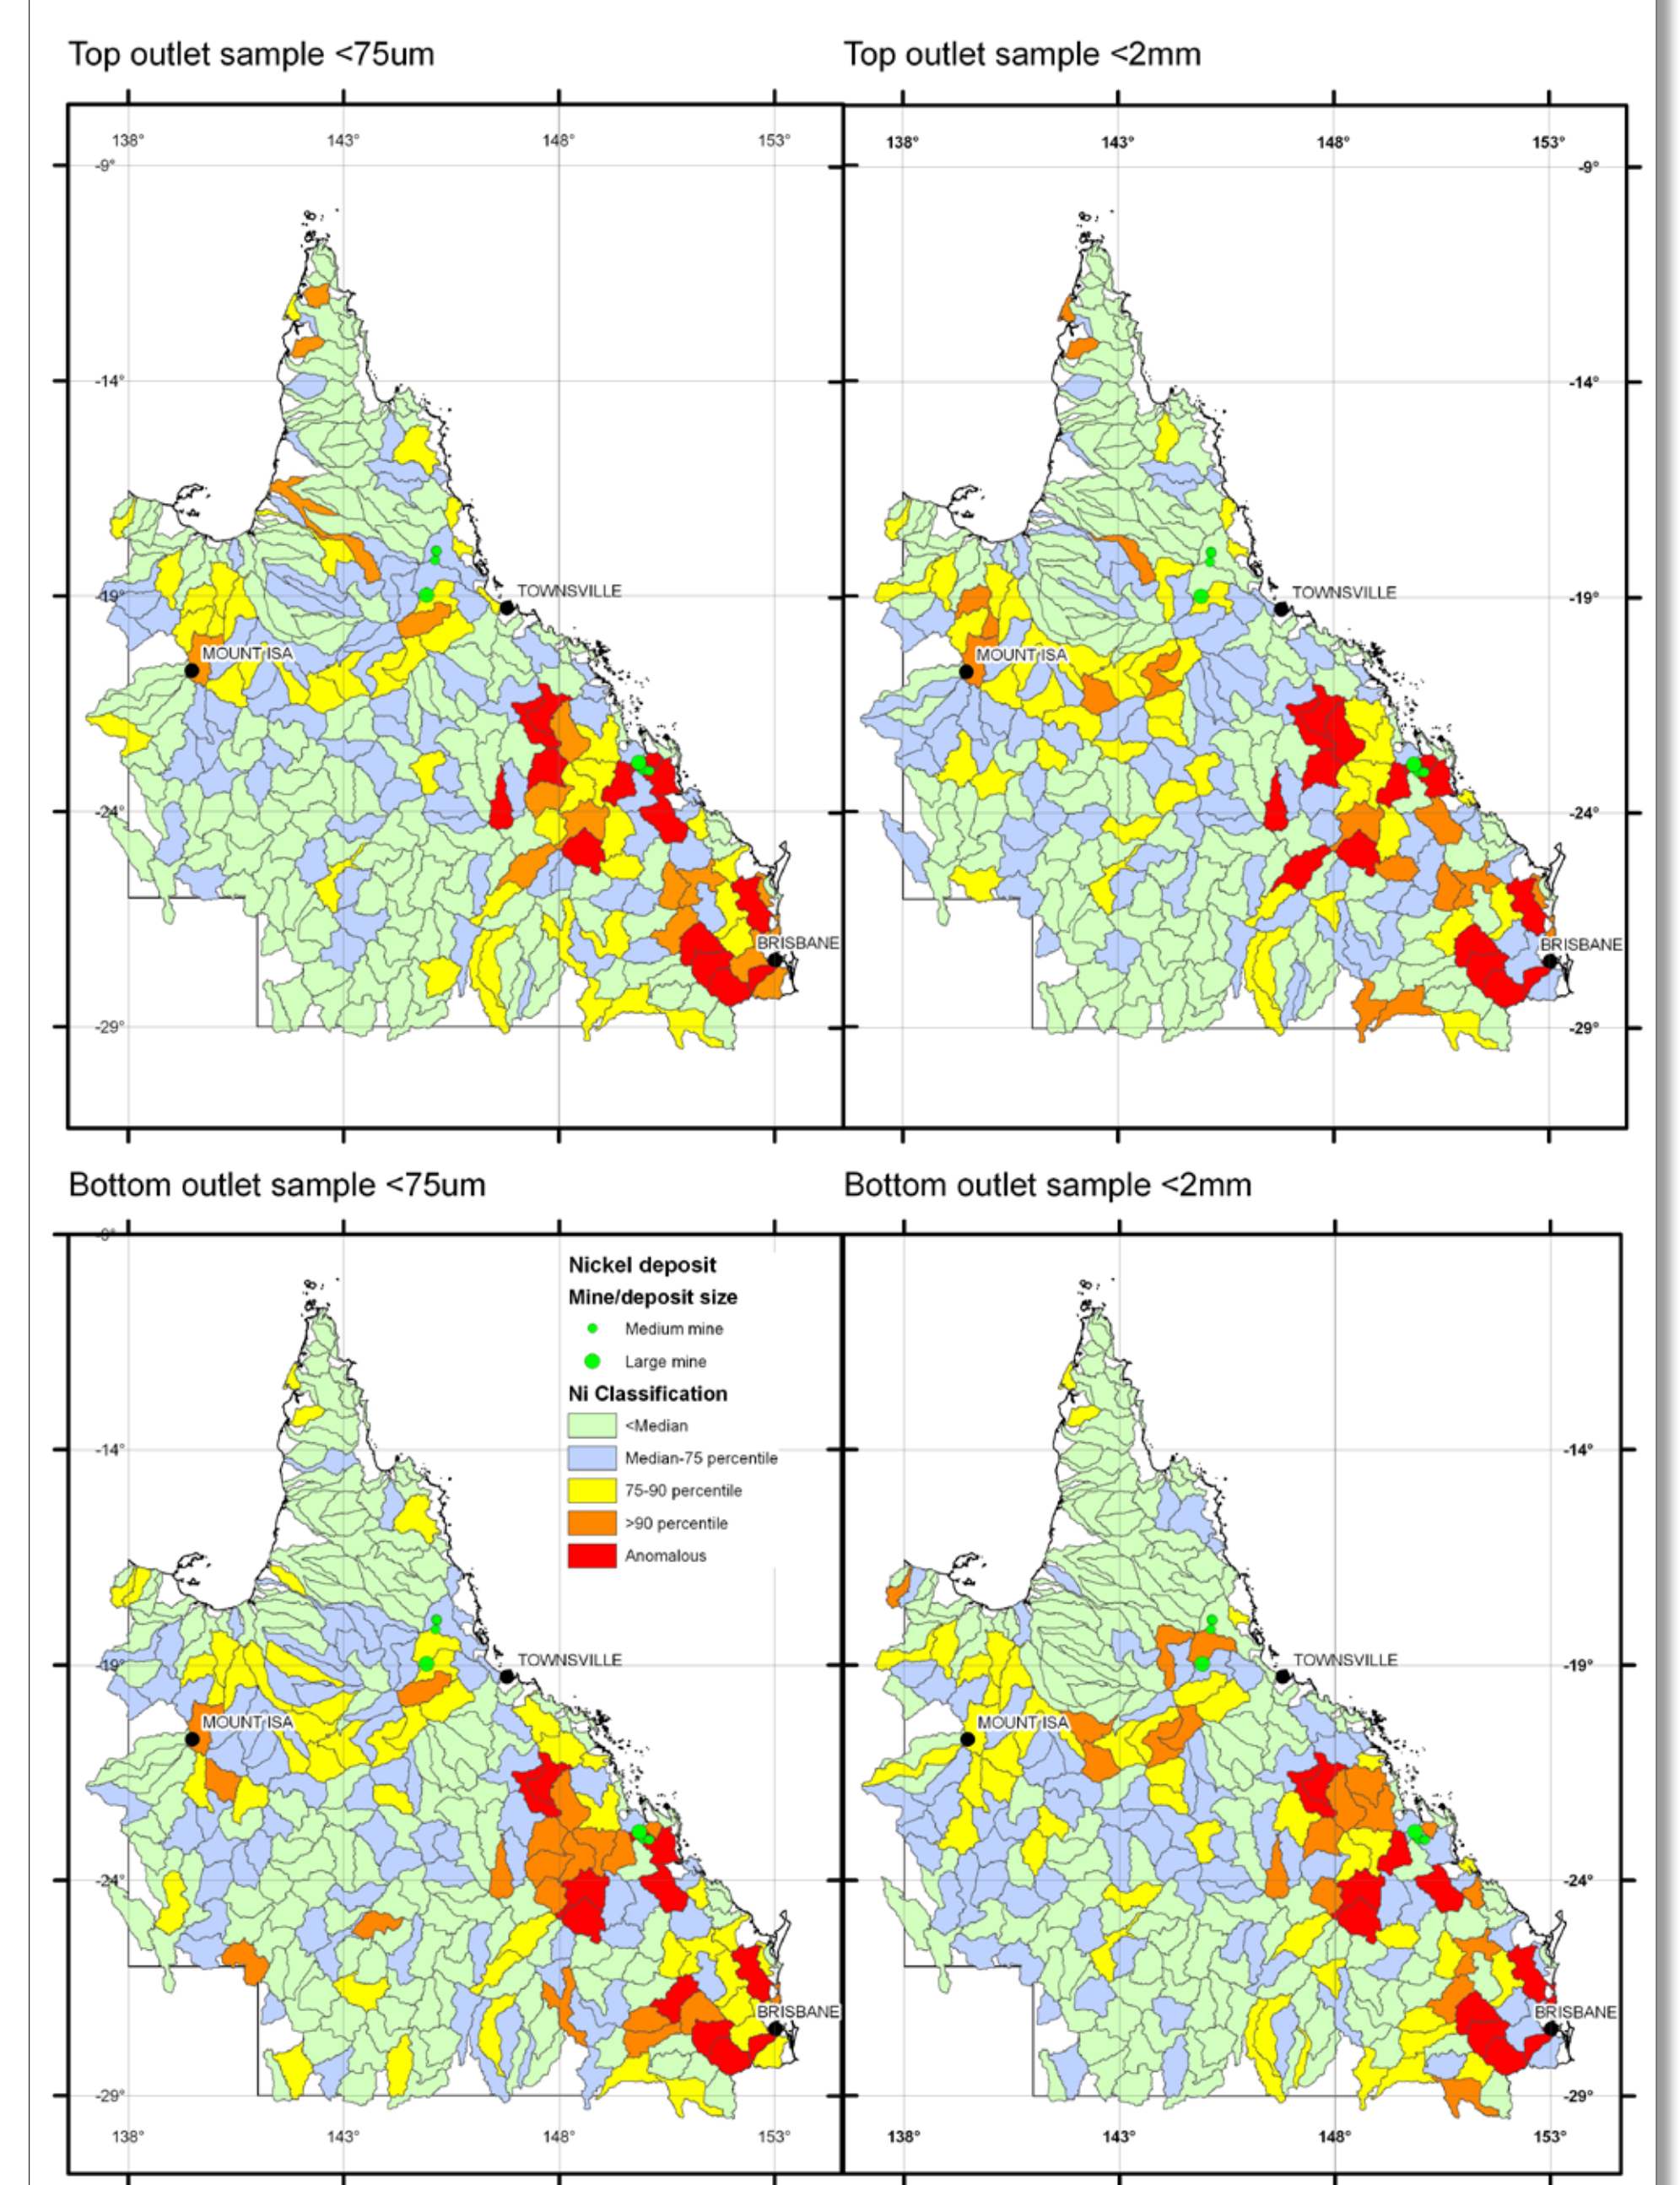 Top outlet sample <75um
Top outlet sample <2mm
138° 143° 148° 153°
138° 143° 148° 153°
-9°
-9°
-14°
-14°
TOWNSVILLE
TOWNSVILLE
-19°
-19°
MOUNT ISA
MOUNT ISA
-24°
-24°
BRISBANE
BRISBANE
-29°
-29°
Bottom outlet sample <75um
Bottom outlet sample <2mm
-9°
Nickel deposit
Mine/deposit size
Medium mine
Large mine
Ni Classification
<Median
Median-75 percentile
75-90 percentile
>90 percentile
Anomalous
-14°
-14°
TOWNSVILLE
TOWNSVILLE
-19°
-19°
MOUNT ISA
MOUNT ISA
-24°
-24°
BRISBANE
BRISBANE
-29°
-29°
138° 143° 148° 153°
138° 143° 148° 153°